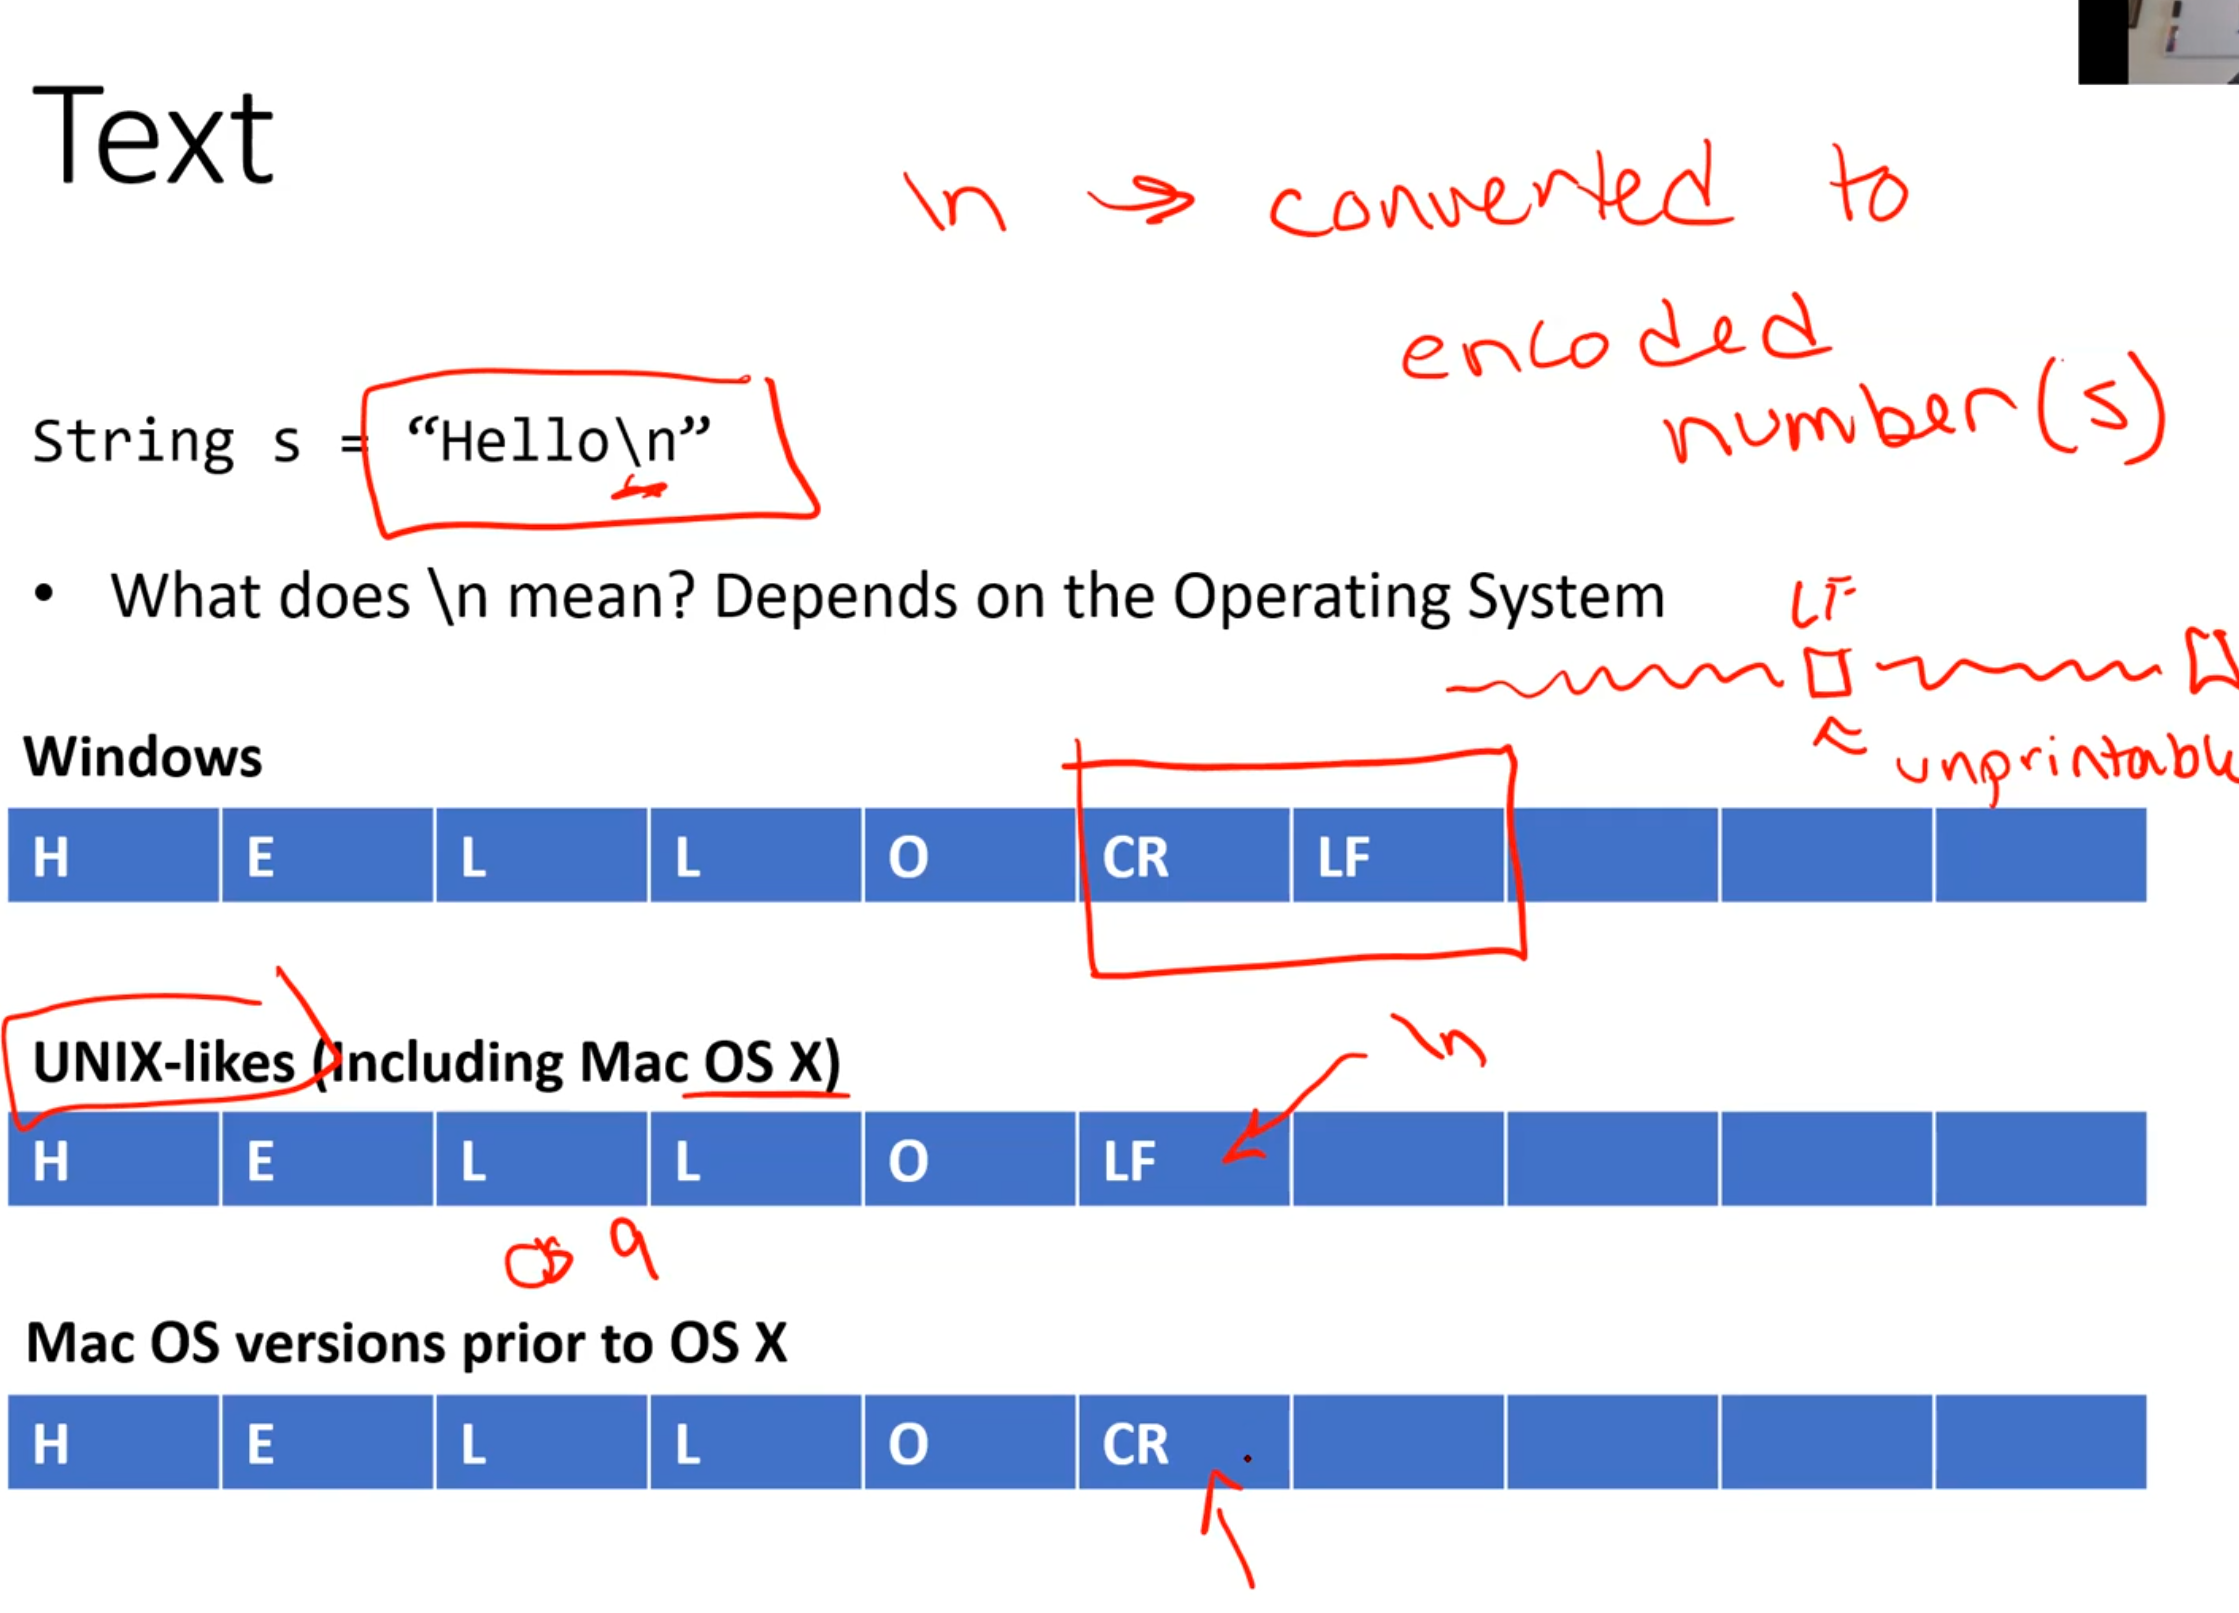 Text
\n → converted to
encoded
number(s)
String s = “Hello\n”
• What does \n mean? Depends on the Operating System
LF
unprintable
Windows
H E L L O CR LF
\n
UNIX-likes (Including Mac OS X)
H E L L O LF
OS 9
Mac OS versions prior to OS X
H E L L O CR